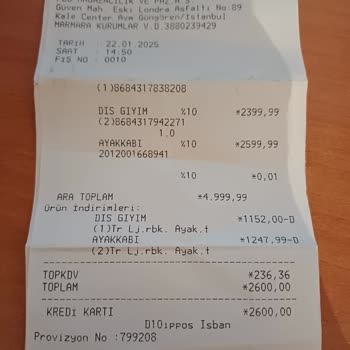 Güven Mah. Eski Londra Asfaltı No:89
Kale Center Avm Güngören/İstanbul
MARMARA KURUMLAR V.D.3880239429
TARİH : 22.01.2025
SAAT : 14:50
FİŞ NO : 0010
(1)8684317838208
DIS GIYIM %10 *2399,99
(2)8684317942271
1.0
AYAKKABI %10 *2599,99
2012001668941
%10 *0,01
ARA TOPLAM *4.999,99
Ürün İndirimleri:
DIS GIYIM *1152,00-D
(1)Tr Lj.rbk. Ayak.t
AYAKKABI *1247,99-D
(2)Tr Lj.rbk. Ayak.t
TOPKDV *236,36
TOPLAM *2600,00
KREDİ KARTI *2600,00
Isban
Provizyon No :799208